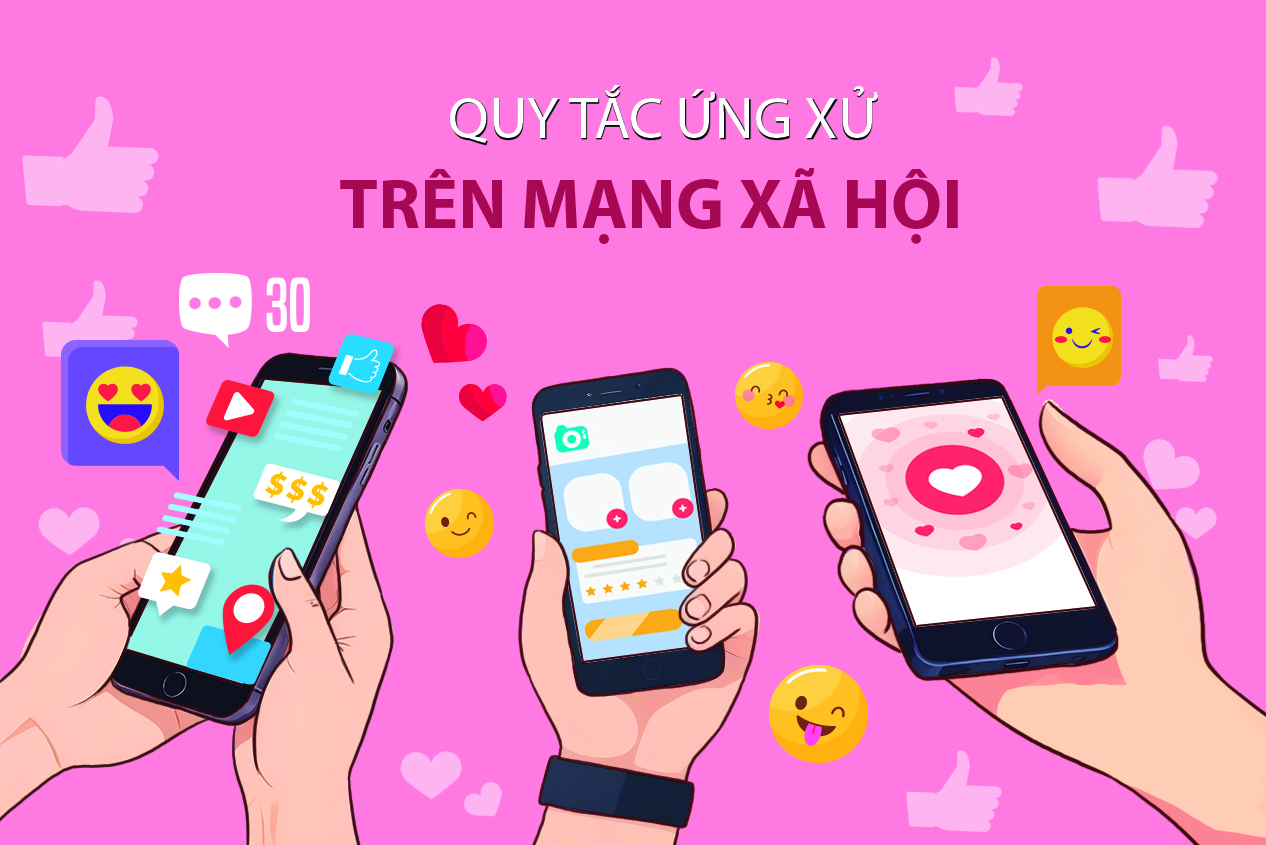 QUY TẮC ỨNG XỬ
TRÊN MẠNG XÃ HỘI
30
$$$